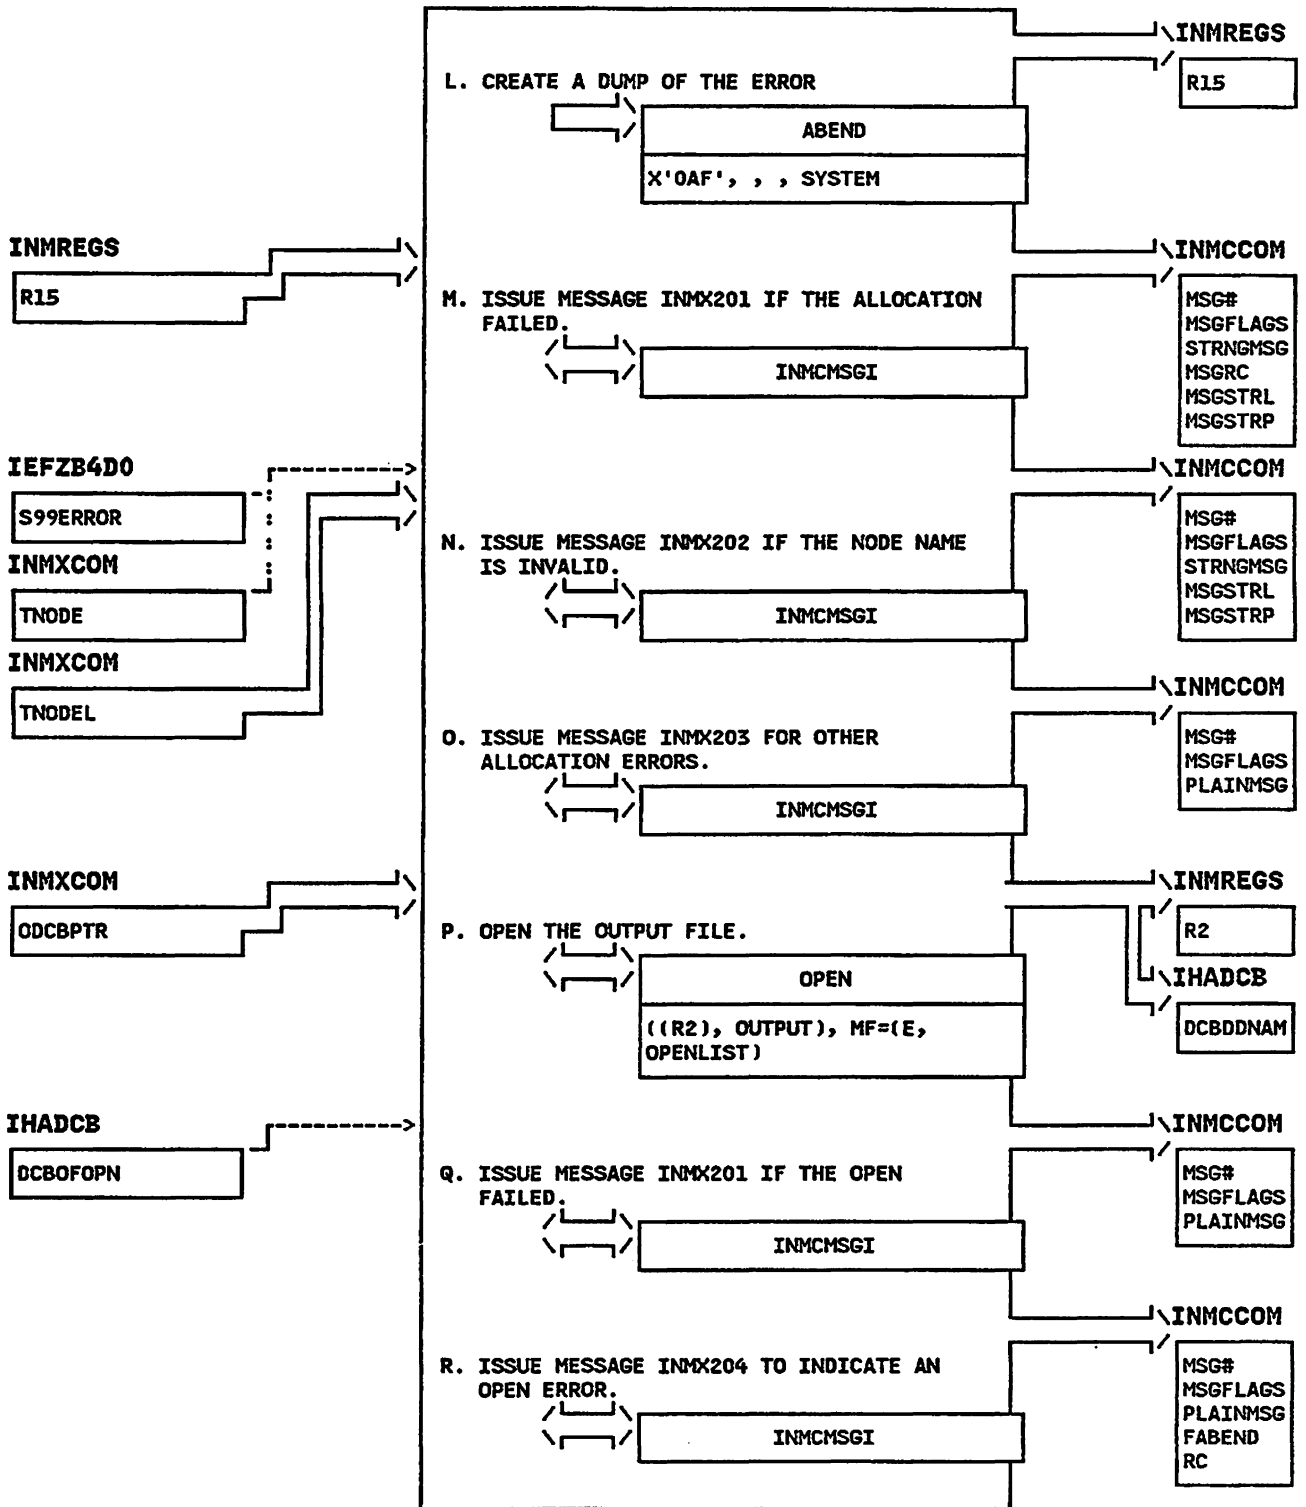 INMREGS
R15
L. CREATE A DUMP OF THE ERROR
ABEND
X'0AF', , , SYSTEM
INMREGS
R15
INMCCOM
MSG#
MSGFLAGS
STRNGMSG
MSGRC
MSGSTRL
MSGSTRP
M. ISSUE MESSAGE INMX201 IF THE ALLOCATION
FAILED.
INMCMSGI
IEFZB4D0
S99ERROR
INMXCOM
TNODE
INMXCOM
TNODEL
INMCCOM
MSG#
MSGFLAGS
STRNGMSG
MSGSTRL
MSGSTRP
N. ISSUE MESSAGE INMX202 IF THE NODE NAME
IS INVALID.
INMCMSGI
INMCCOM
MSG#
MSGFLAGS
PLAINMSG
O. ISSUE MESSAGE INMX203 FOR OTHER
ALLOCATION ERRORS.
INMCMSGI
INMXCOM
ODCBPTR
INMREGS
R2
IHADCB
DCBDDNAM
P. OPEN THE OUTPUT FILE.
OPEN
((R2), OUTPUT), MF=(E,
OPENLIST)
IHADCB
DCBOFOPN
INMCCOM
MSG#
MSGFLAGS
PLAINMSG
Q. ISSUE MESSAGE INMX201 IF THE OPEN
FAILED.
INMCMSGI
INMCCOM
MSG#
MSGFLAGS
PLAINMSG
FABEND
RC
R. ISSUE MESSAGE INMX204 TO INDICATE AN
OPEN ERROR.
INMCMSGI